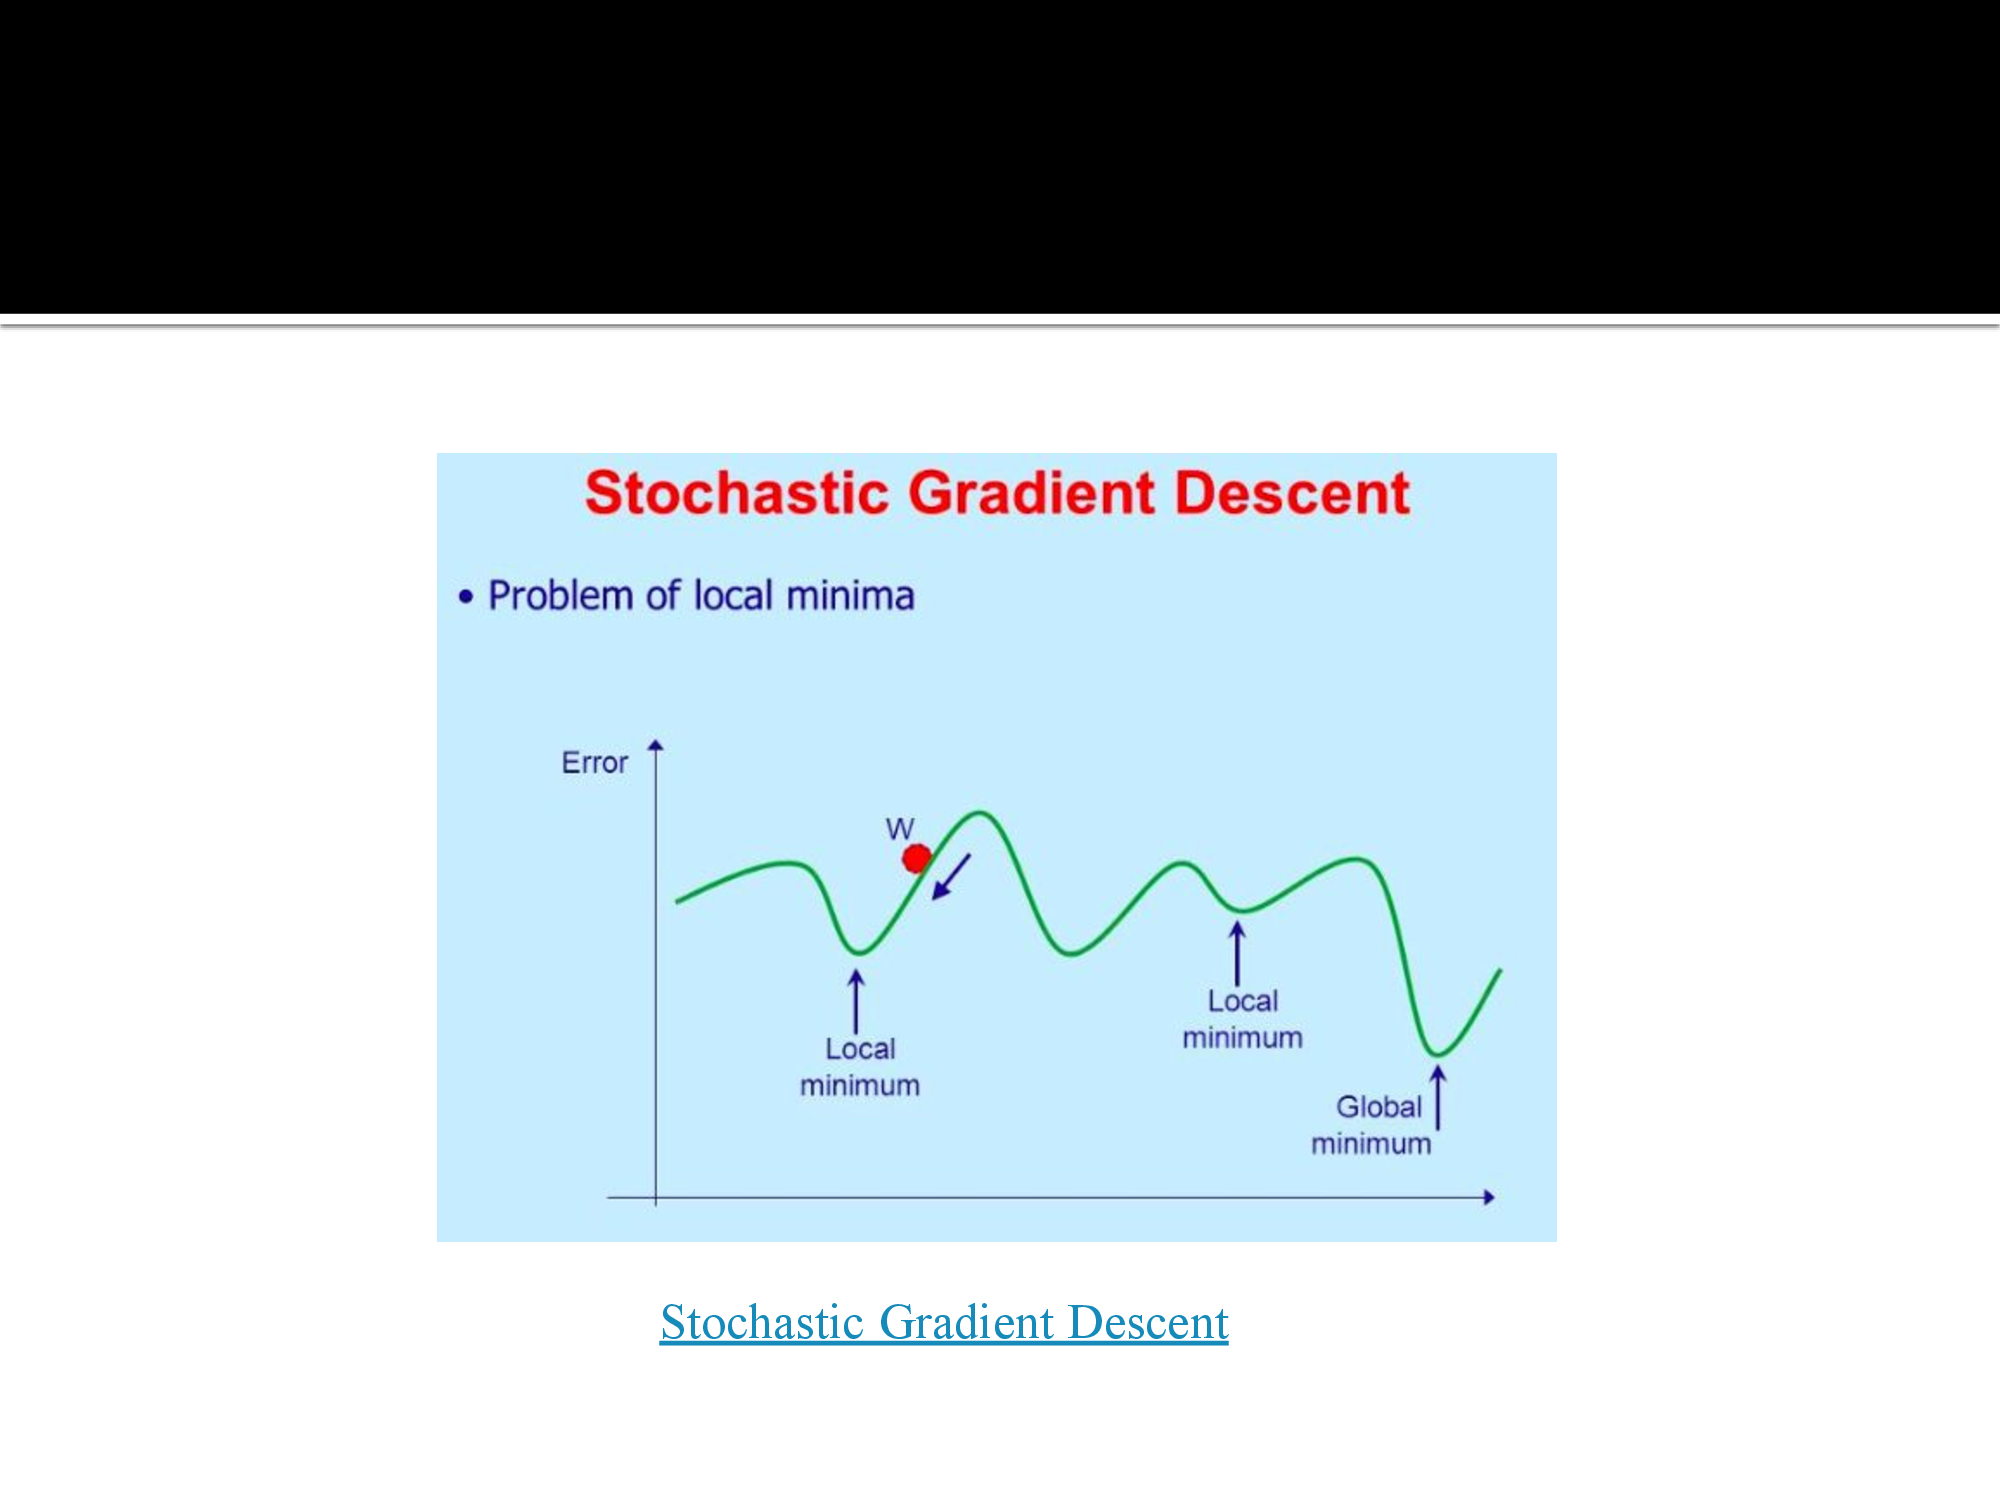 Stochastic Gradient Descent
• Problem of local minima
Error
W
Local
minimum
Local
minimum
Global
minimum
Stochastic Gradient Descent